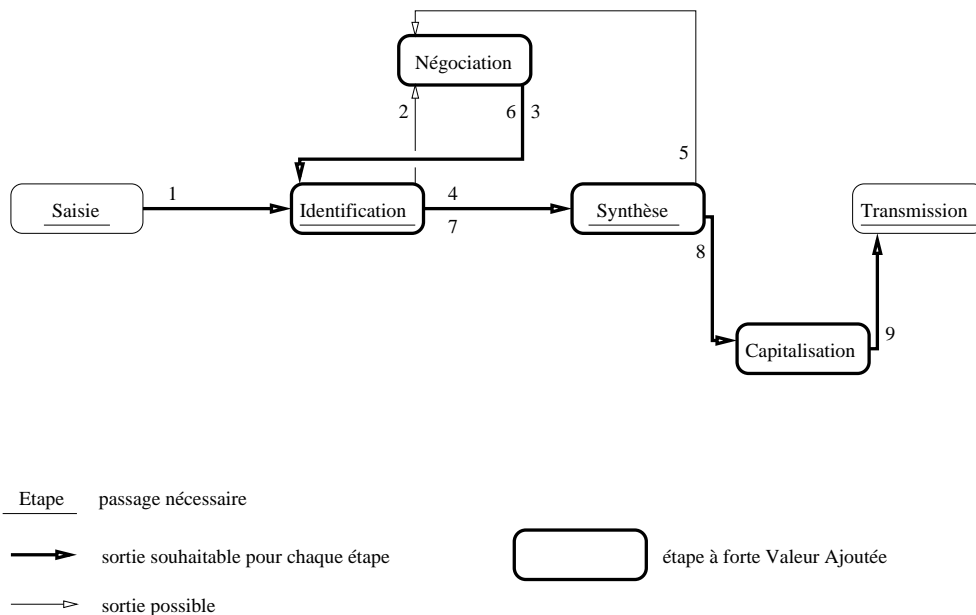 Négociation
2
6
3
5
Saisie
1
Identification
4
7
Synthèse
8
Transmission
Capitalisation
9
Etape passage nécessaire
sortie souhaitable pour chaque étape
étape à forte Valeur Ajoutée
sortie possible